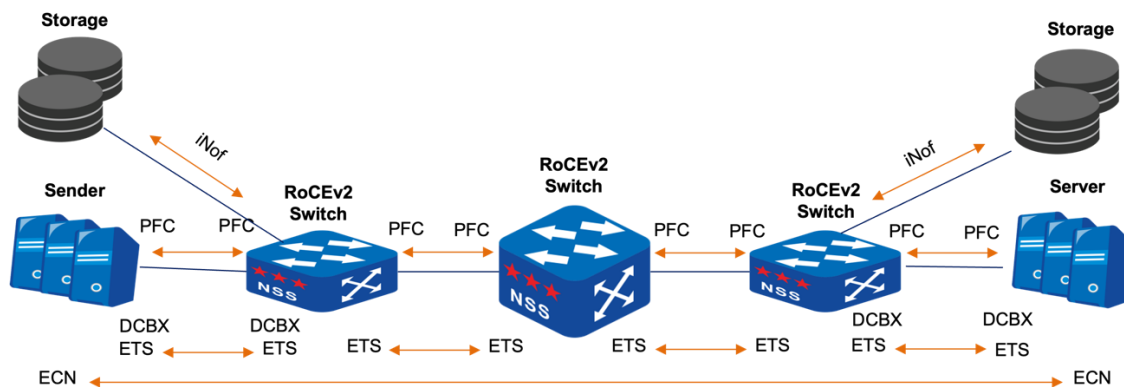 Storage
Storage
iNof
iNof
RoCEv2
Switch
Sender
RoCEv2
Switch
RoCEv2
Switch
Server
PFC
PFC
PFC
PFC
PFC
PFC
PFC
PFC
NSS
NSS
NSS
DCBX
DCBX
DCBX
DCBX
ETS
ETS
ETS
ETS
ETS
ETS
ETS
ETS
ECN
ECN